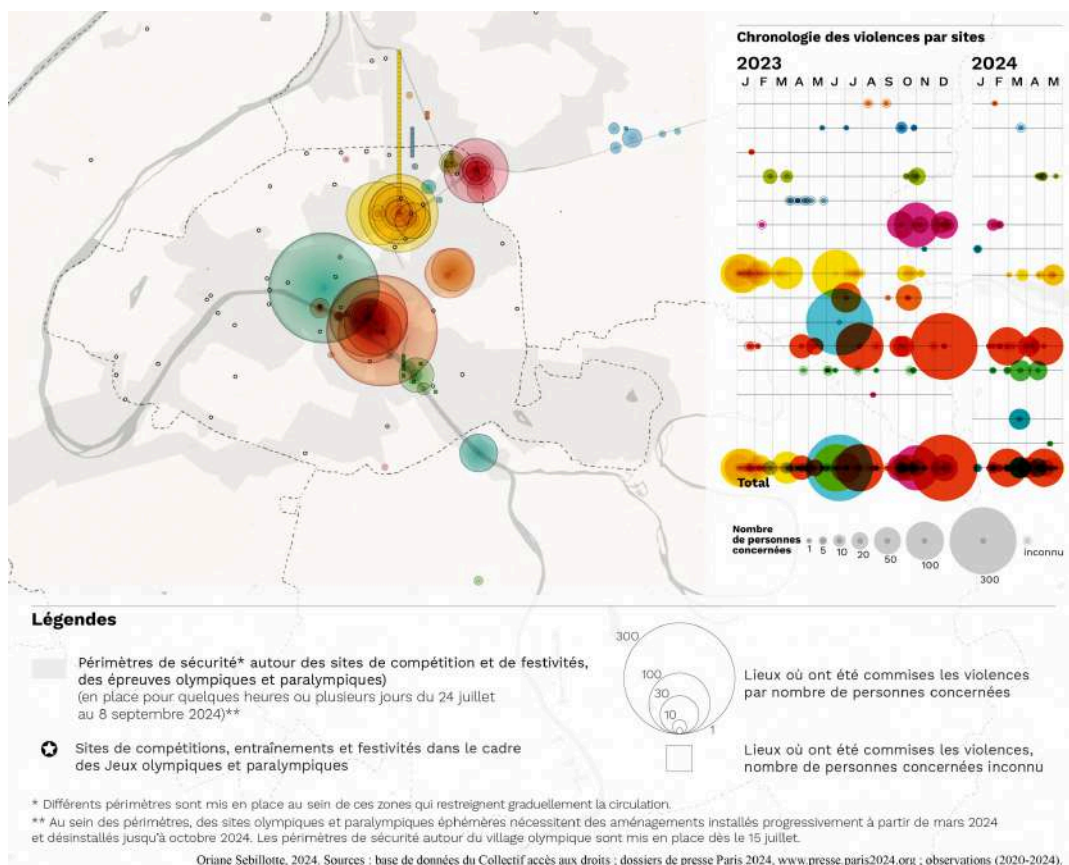 Chronologie des violences par sites
2023 2024
J F M A M J J A S O N D J F M A M
Total
Nombre
de personnes
concernées
1 5 10 20 50 100 300 inconnu
Légendes
Périmètres de sécurité* autour des sites de compétition et de festivités,
des épreuves olympiques et paralympiques)
(en place pour quelques heures ou plusieurs jours du 24 juillet
au 8 septembre 2024)**
Sites de compétitions, entraînements et festivités dans le cadre
des Jeux olympiques et paralympiques
300
100
30
10
1
Lieux où ont été commises les violences
par nombre de personnes concernées
Lieux où ont été commises les violences,
nombre de personnes concernées inconnu
* Différents périmètres sont mis en place au sein de ces zones qui restreignent graduellement la circulation.
** Au sein des périmètres, des sites olympiques et paralympiques éphémères nécessitent des aménagements installés progressivement à partir de mars 2024
et désinstallés jusqu'à octobre 2024. Les périmètres de sécurité autour du village olympique sont mis en place dès le 15 juillet.
Oriane Sebillotte, 2024. Sources : base de données du Collectif accès aux droits ; dossiers de presse Paris 2024, www.presse.paris2024.org ; observations (2020-2024).